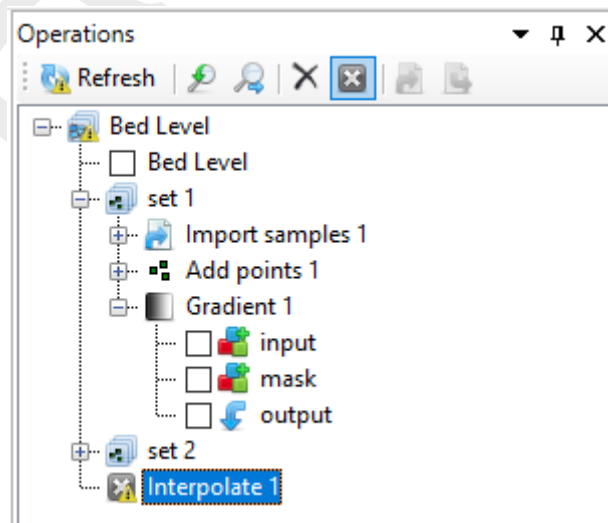 Operations
Refresh
Bed Level
Bed Level
set 1
Import samples 1
Add points 1
Gradient 1
input
mask
output
set 2
Interpolate 1